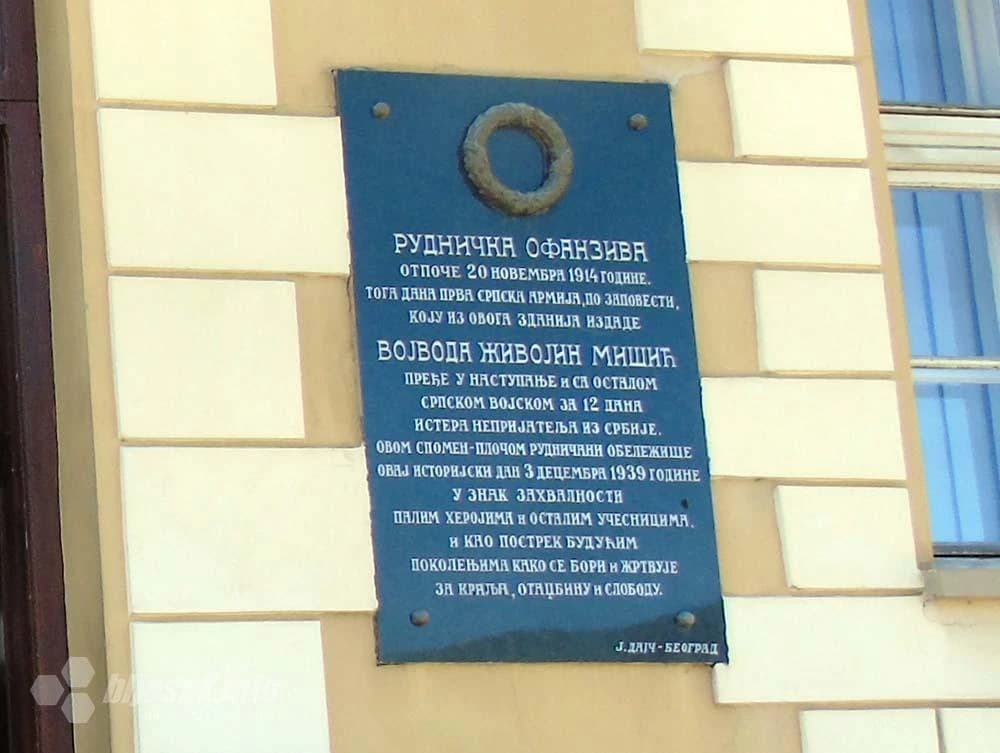 РУДНИЧКА ОФАНЗИВА
ОТПОЧЕ 20 НОВЕМБРА 1914 ГОДИНЕ.
ТОГА ДАНА ПРВА СРПСКА АРМИЈА, ПО ЗАПОВЕСТИ,
КОЈУ ИЗ ОВОГА ЗДАНИЈА ИЗДАДЕ
ВОЈВОДА ЖИВОЈИН МИШИЋ
ПРЕЂЕ У НАСТУПАЊЕ И СА ОСТАЛОМ
СРПСКОМ ВОЈСКОМ ЗА 12 ДАНА
ИСТЕРА НЕПРИЈАТЕЉА ИЗ СРБИЈЕ.
ОВОМ СПОМЕН-ПЛОЧОМ РУДНИЧАНИ ОБЕЛЕЖИШЕ
ОВАЈ ИСТОРИЈСКИ ДАН 3 ДЕЦЕМБРА 1939 ГОДИНЕ
У ЗНАК ЗАХВАЛНОСТИ
ПАЛИМ ХЕРОЈИМА И ОСТАЛИМ УЧЕСНИЦИМА,
И КАО ПОСТРЕК БУДУЋИМ
ПОКОЛЕЊИМА КАКО СЕ БОРИ И ЖРТВУЈЕ
ЗА КРАЉА, ОТАЏБИНУ И СЛОБОДУ.
Ј. ДАЈЧ - БЕОГРАД